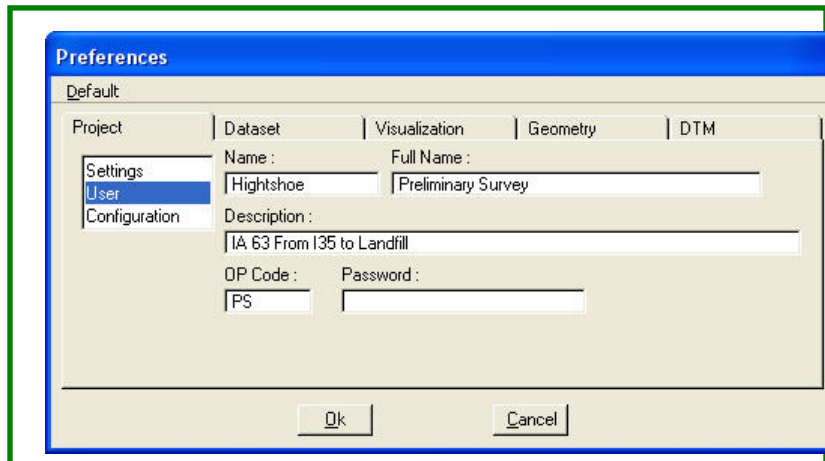 Preferences
Default
Project Dataset Visualization Geometry DTM
Settings
User
Configuration
Name : Full Name :
Hightshoe Preliminary Survey
Description :
IA 63 From I35 to Landfill
OP Code : Password :
PS
Ok Cancel